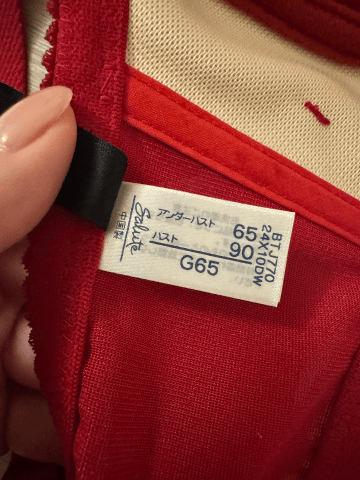 Salute
中国製
アンダーバスト 65
バスト 90
G65
BTJ770
24X10DW